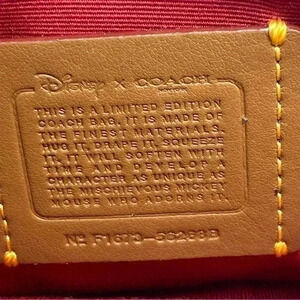 Disney X COACH
THIS IS A LIMITED EDITION
COACH BAG. IT IS MADE OF
THE FINEST MATERIALS.
HUG IT, DRAPE IT, SQUEEZE
IT, IT WILL SOFTEN WITH
TIME AND DEVELOP A
CHARACTER AS UNIQUE AS
THE MISCHIEVOUS MICKEY
MOUSE WHO ADORNS IT.